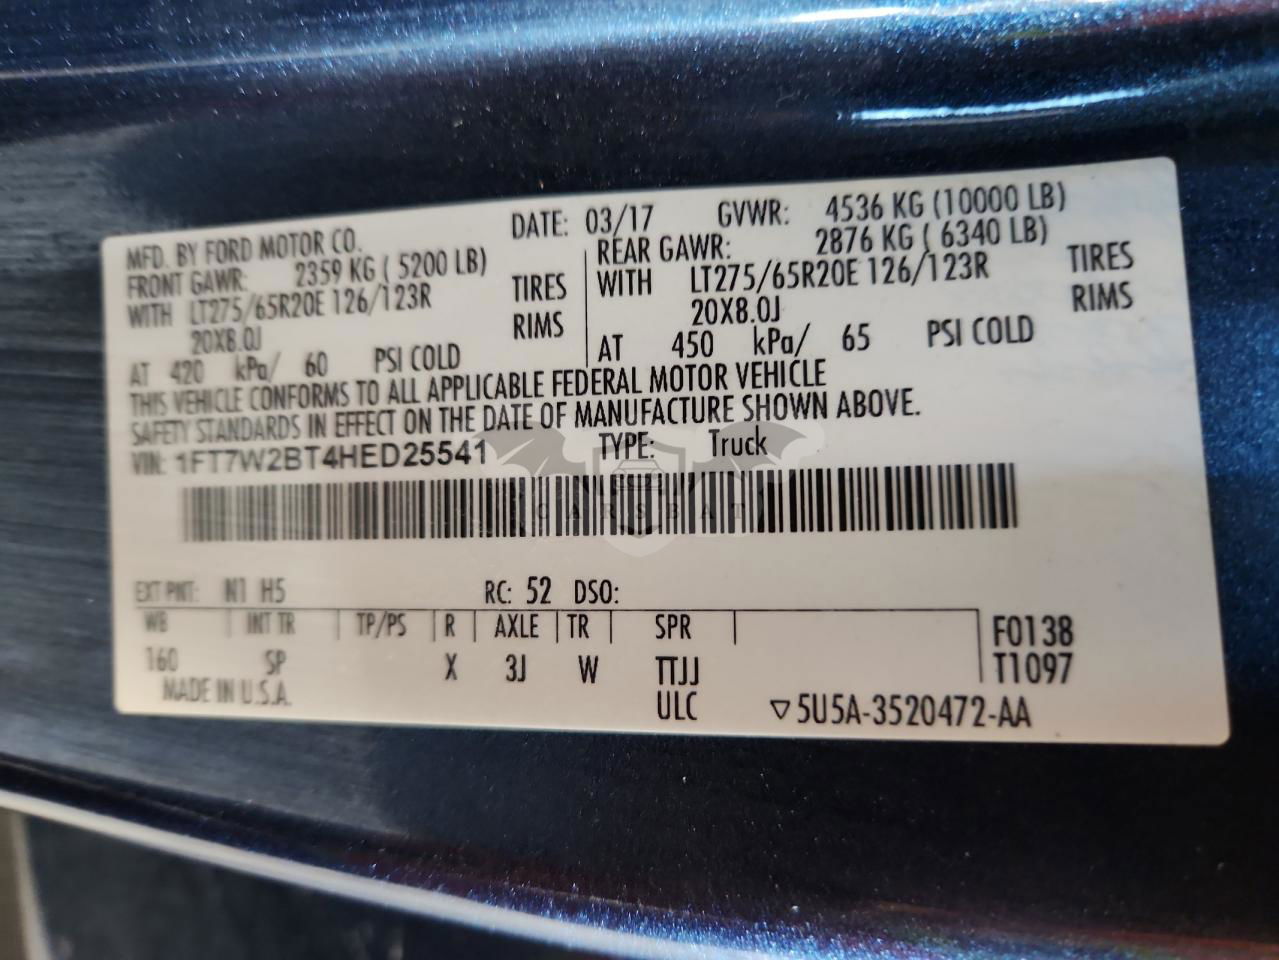 MFD. BY FORD MOTOR CO. DATE: 03/17 GVWR: 4536 KG (10000 LB)
FRONT GAWR: 2359 KG ( 5200 LB) REAR GAWR: 2876 KG ( 6340 LB)
WITH LT275/65R20E 126/123R TIRES WITH LT275/65R20E 126/123R TIRES
20X8.0J RIMS 20X8.0J RIMS
AT 420 kPa/ 60 PSI COLD AT 450 kPa/ 65 PSI COLD
THIS VEHICLE CONFORMS TO ALL APPLICABLE FEDERAL MOTOR VEHICLE
SAFETY STANDARDS IN EFFECT ON THE DATE OF MANUFACTURE SHOWN ABOVE.
VIN: 1FT7W2BT4HED25541 TYPE: Truck
CARSBAT
EXT PNT: N1 H5 RC: 52 DSO:
WB INT TR TP/PS R AXLE TR SPR F0138
160 SP X 3J W TTJJ T1097
MADE IN U.S.A. ULC ▽5U5A-3520472-AA